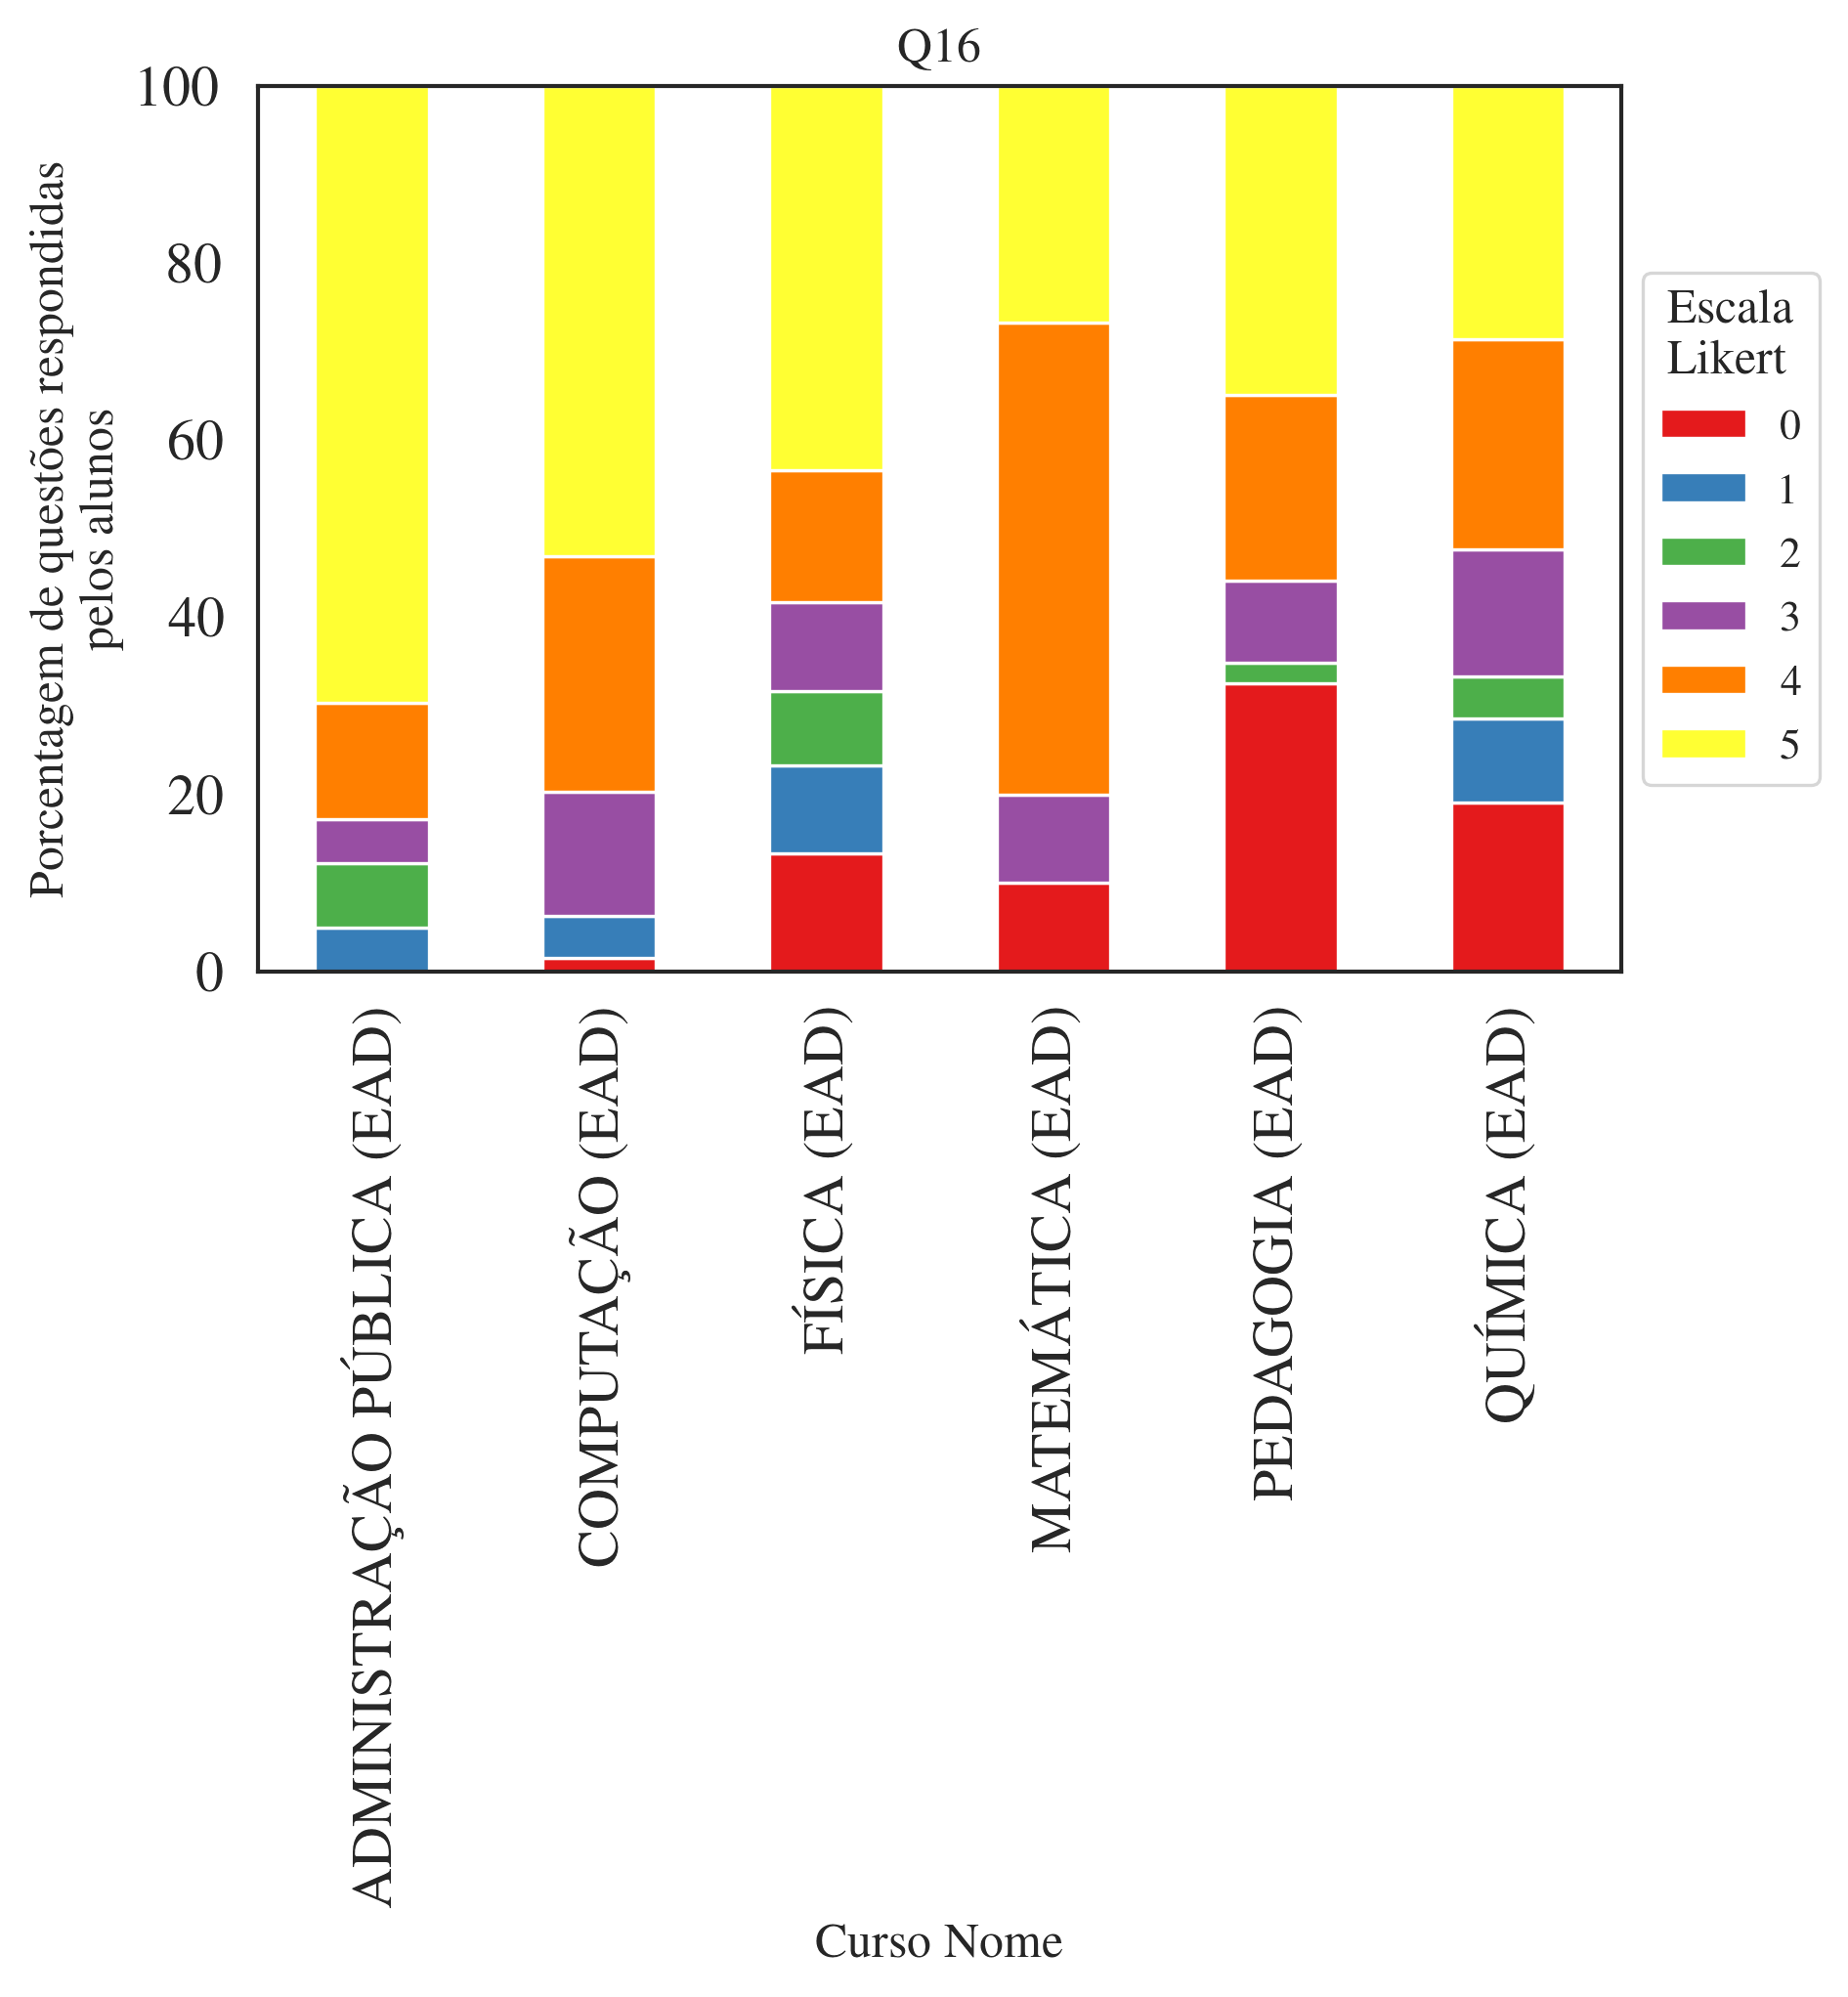 Q16
100
80
60
40
20
0
Porcentagem de questões respondidas
pelos alunos
Escala
Likert
0
1
2
3
4
5
ADMINISTRAÇÃO PÚBLICA (EAD)
COMPUTAÇÃO (EAD)
FÍSICA (EAD)
MATEMÁTICA (EAD)
PEDAGOGIA (EAD)
QUÍMICA (EAD)
Curso Nome